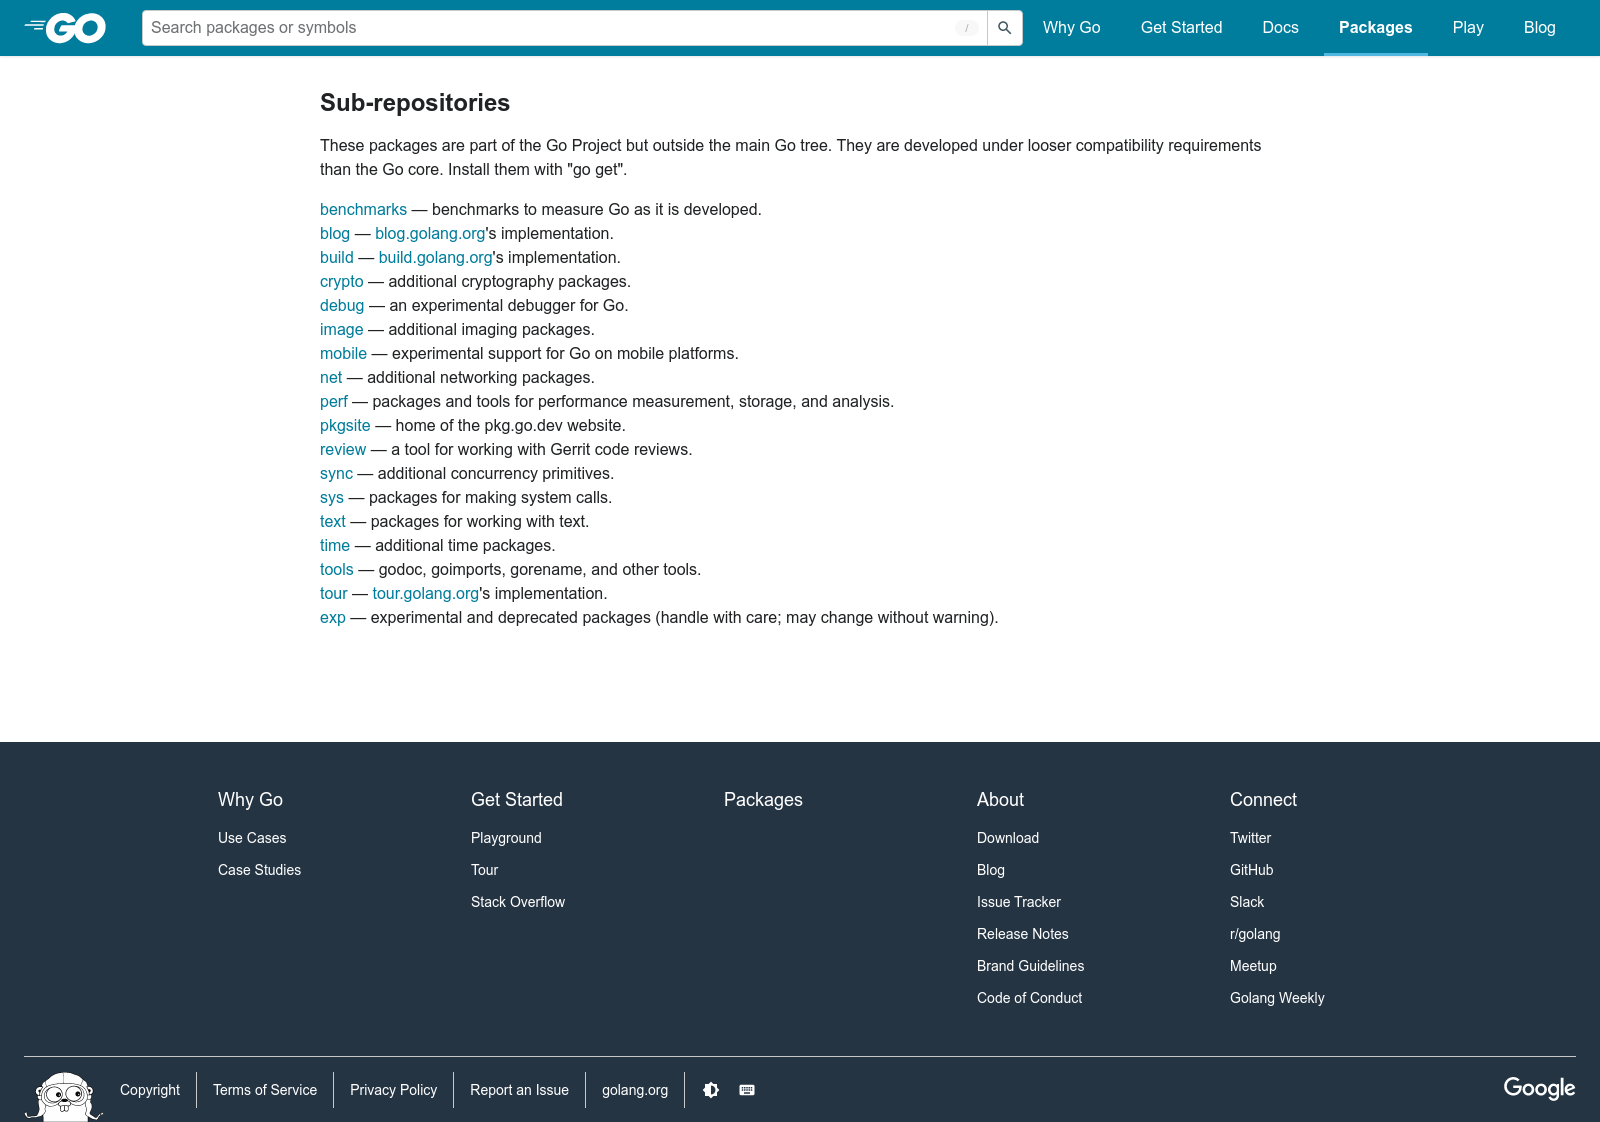 GO
Search packages or symbols
/
Why Go
Get Started
Docs
Packages
Play
Blog
Sub-repositories
These packages are part of the Go Project but outside the main Go tree. They are developed under looser compatibility requirements
than the Go core. Install them with "go get".
benchmarks — benchmarks to measure Go as it is developed.
blog — blog.golang.org's implementation.
build — build.golang.org's implementation.
crypto — additional cryptography packages.
debug — an experimental debugger for Go.
image — additional imaging packages.
mobile — experimental support for Go on mobile platforms.
net — additional networking packages.
perf — packages and tools for performance measurement, storage, and analysis.
pkgsite — home of the pkg.go.dev website.
review — a tool for working with Gerrit code reviews.
sync — additional concurrency primitives.
sys — packages for making system calls.
text — packages for working with text.
time — additional time packages.
tools — godoc, goimports, gorename, and other tools.
tour — tour.golang.org's implementation.
exp — experimental and deprecated packages (handle with care; may change without warning).
Why Go
Use Cases
Case Studies
Get Started
Playground
Tour
Stack Overflow
Packages
About
Download
Blog
Issue Tracker
Release Notes
Brand Guidelines
Code of Conduct
Connect
Twitter
GitHub
Slack
r/golang
Meetup
Golang Weekly
Copyright
Terms of Service
Privacy Policy
Report an Issue
golang.org
Google